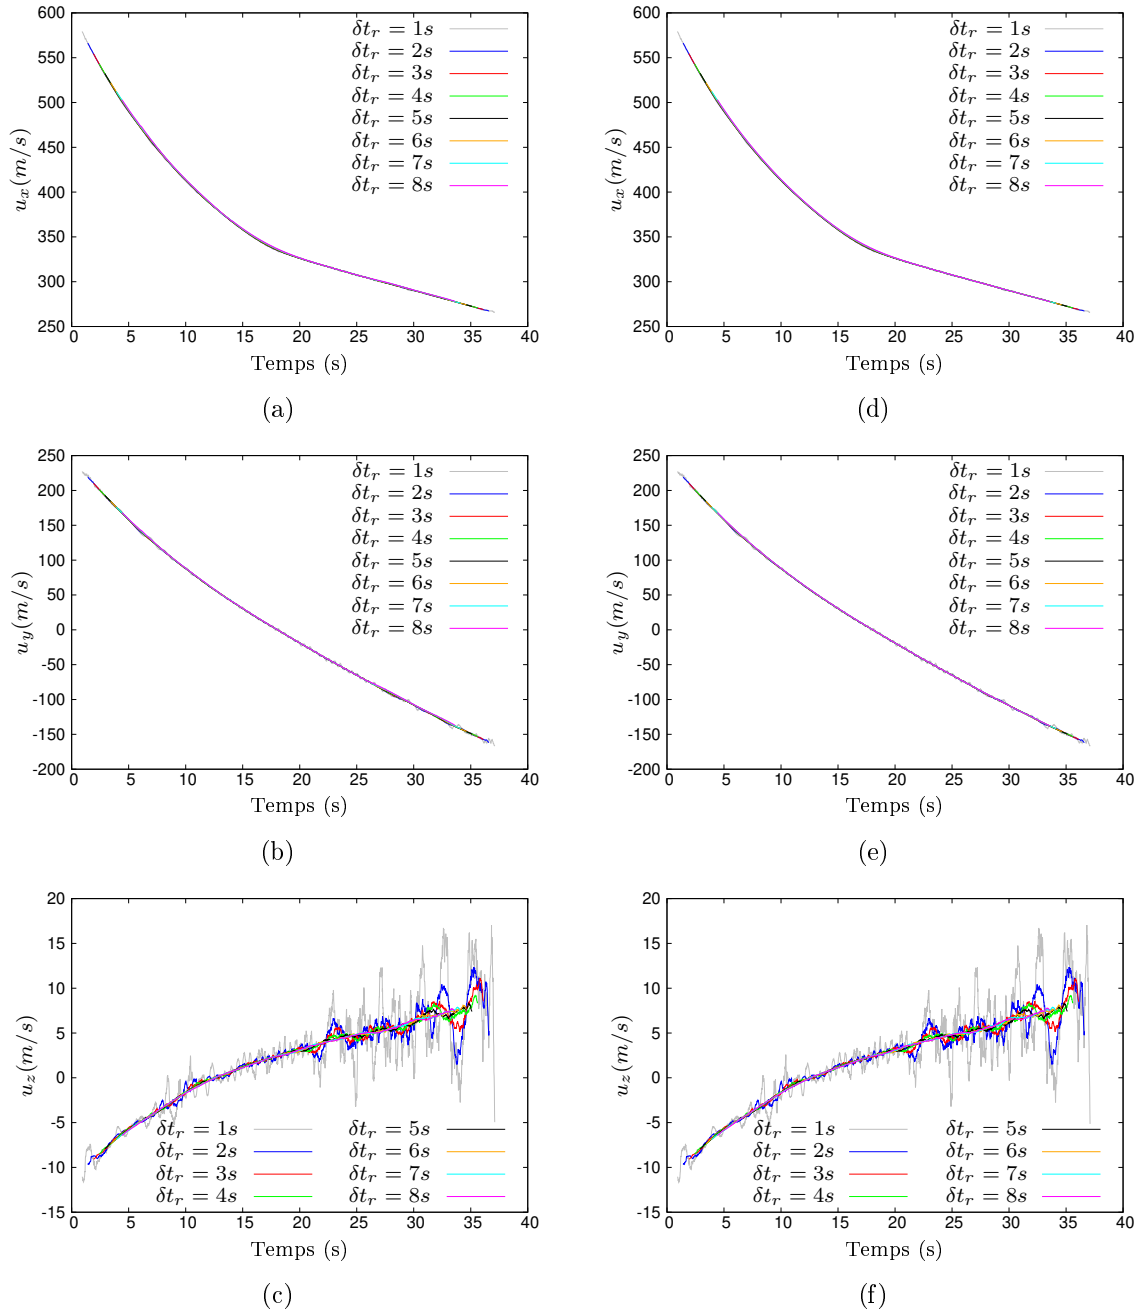 600
550
500
450
400
350
300
250
0
5
10
15
20
25
30
35
40
u_x(m/s)
Temps (s)
δt_r = 1s
δt_r = 2s
δt_r = 3s
δt_r = 4s
δt_r = 5s
δt_r = 6s
δt_r = 7s
δt_r = 8s
(a)
600
550
500
450
400
350
300
250
0
5
10
15
20
25
30
35
40
u_x(m/s)
Temps (s)
δt_r = 1s
δt_r = 2s
δt_r = 3s
δt_r = 4s
δt_r = 5s
δt_r = 6s
δt_r = 7s
δt_r = 8s
(d)
250
200
150
100
50
0
-50
-100
-150
-200
0
5
10
15
20
25
30
35
40
u_y(m/s)
Temps (s)
δt_r = 1s
δt_r = 2s
δt_r = 3s
δt_r = 4s
δt_r = 5s
δt_r = 6s
δt_r = 7s
δt_r = 8s
(b)
250
200
150
100
50
0
-50
-100
-150
-200
0
5
10
15
20
25
30
35
40
u_y(m/s)
Temps (s)
δt_r = 1s
δt_r = 2s
δt_r = 3s
δt_r = 4s
δt_r = 5s
δt_r = 6s
δt_r = 7s
δt_r = 8s
(e)
20
15
10
5
0
-5
-10
-15
0
5
10
15
20
25
30
35
40
u_z(m/s)
Temps (s)
δt_r = 1s
δt_r = 2s
δt_r = 3s
δt_r = 4s
δt_r = 5s
δt_r = 6s
δt_r = 7s
δt_r = 8s
(c)
20
15
10
5
0
-5
-10
-15
0
5
10
15
20
25
30
35
40
u_z(m/s)
Temps (s)
δt_r = 1s
δt_r = 2s
δt_r = 3s
δt_r = 4s
δt_r = 5s
δt_r = 6s
δt_r = 7s
δt_r = 8s
(f)